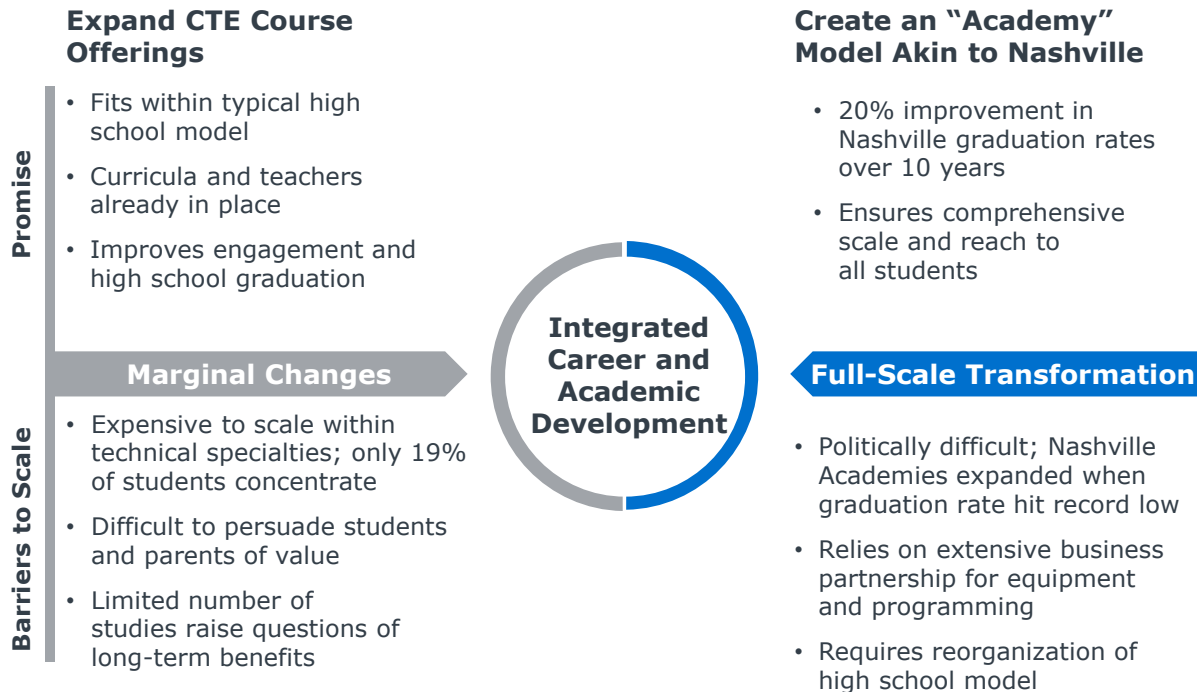 Expand CTE Course
Offerings
Promise
• Fits within typical high
school model
• Curricula and teachers
already in place
• Improves engagement and
high school graduation
Marginal Changes
Barriers to Scale
• Expensive to scale within
technical specialties; only 19%
of students concentrate
• Difficult to persuade students
and parents of value
• Limited number of
studies raise questions of
long-term benefits
Integrated
Career and
Academic
Development
Create an “Academy”
Model Akin to Nashville
• 20% improvement in
Nashville graduation rates
over 10 years
• Ensures comprehensive
scale and reach to
all students
Full-Scale Transformation
• Politically difficult; Nashville
Academies expanded when
graduation rate hit record low
• Relies on extensive business
partnership for equipment
and programming
• Requires reorganization of
high school model